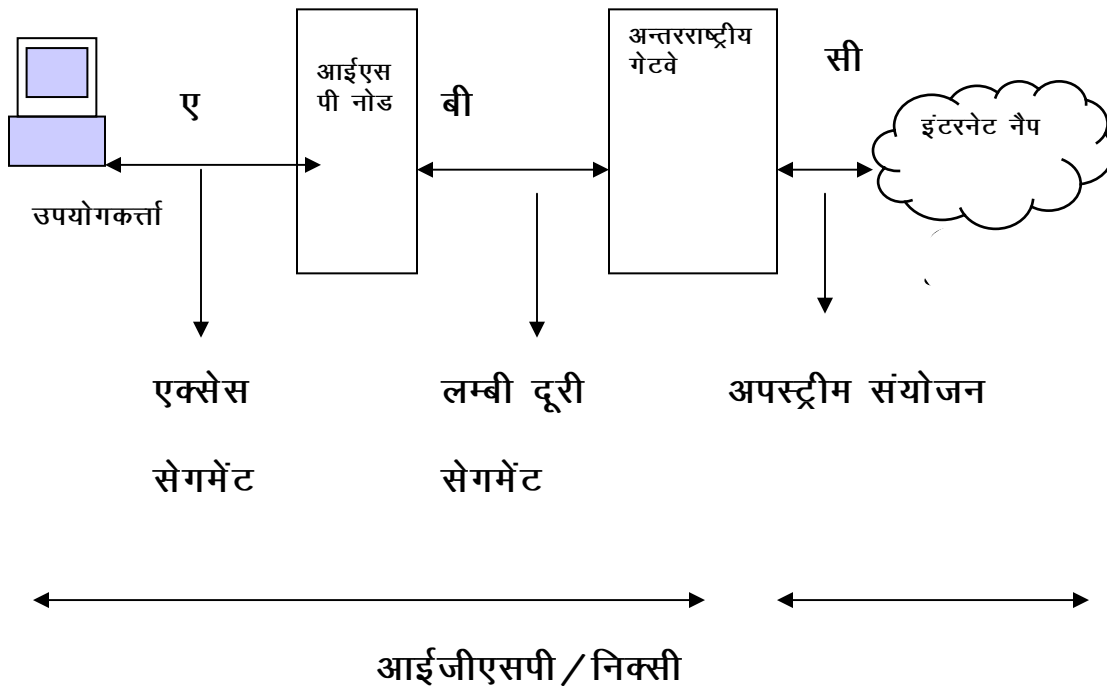 अन्तरराष्ट्रीय
गेटवे
सी
आईएस
पी नोड
ए
बी
इंटरनेट नैप
उपयोगकर्त्ता
एक्सेस
सेगमेंट
लम्बी दूरी
सेगमेंट
अपस्ट्रीम संयोजन
आईजीएसपी/निक्सी